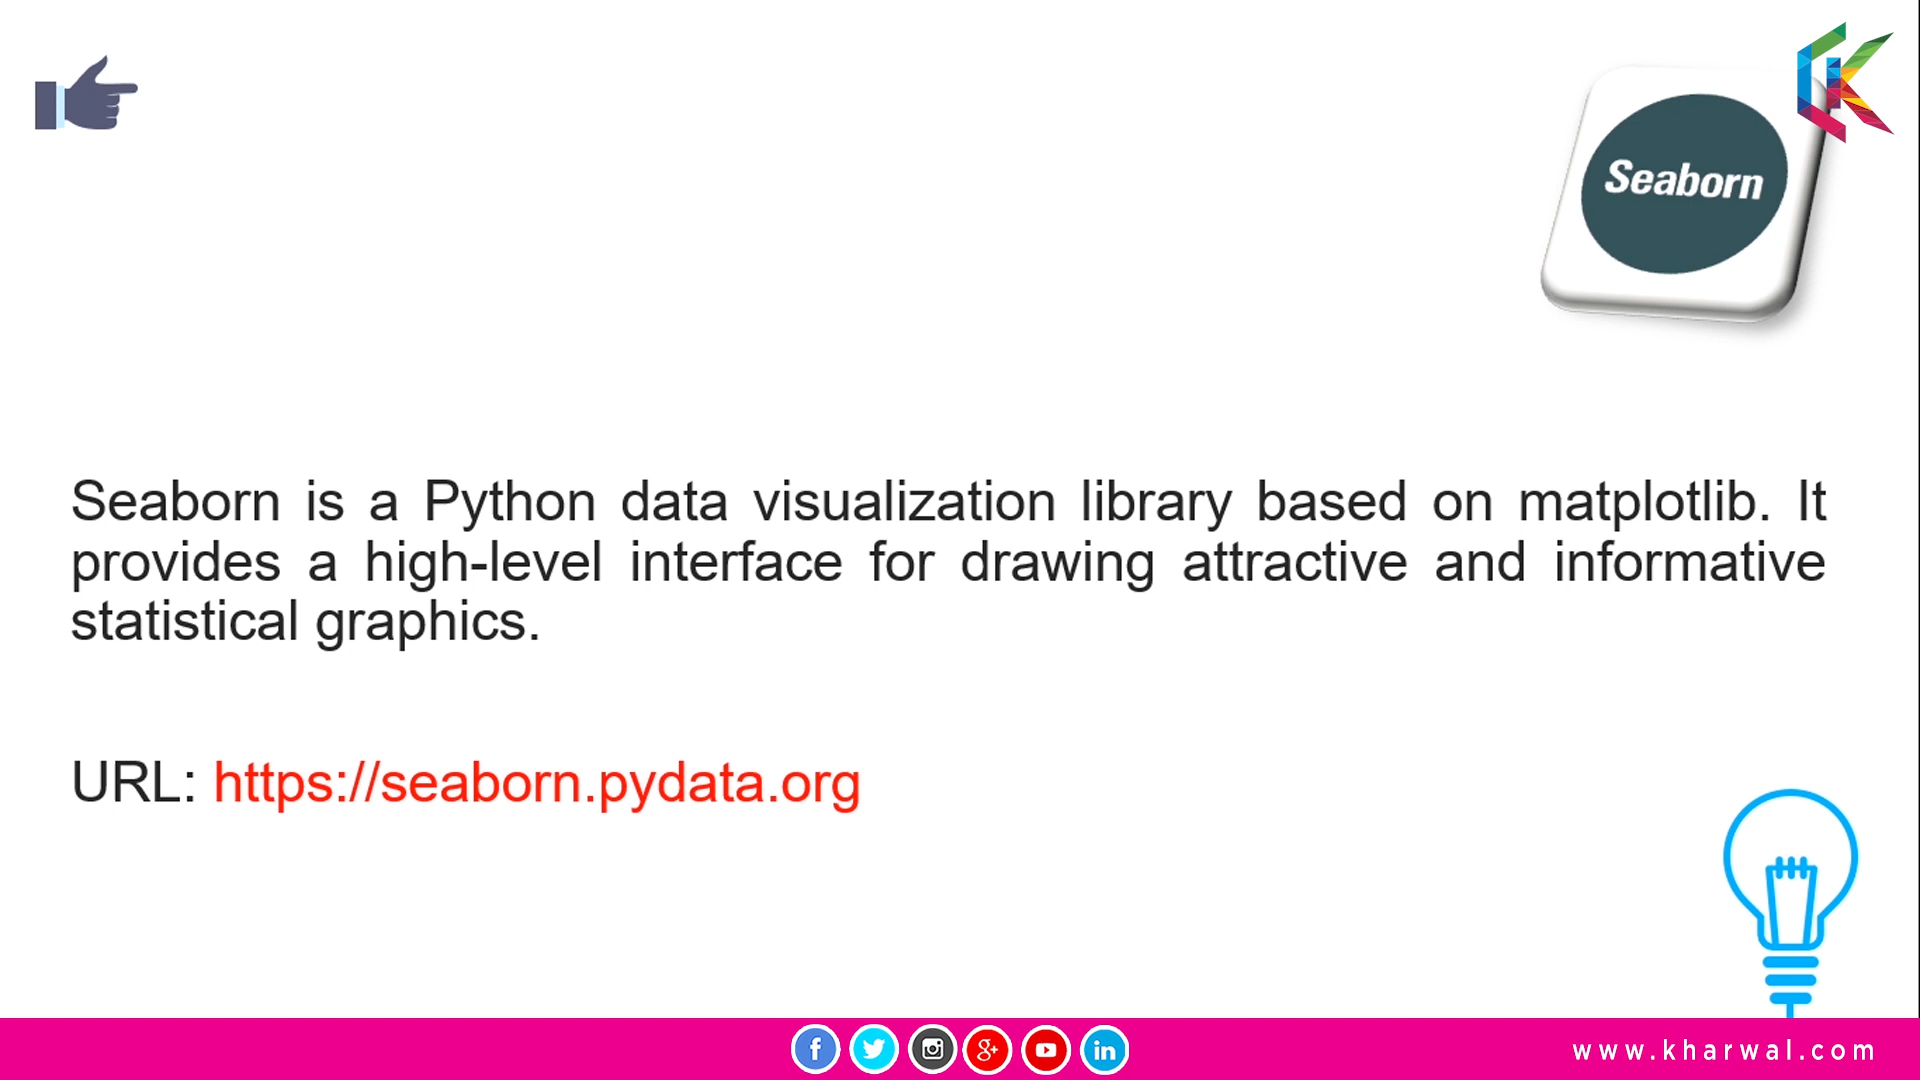 Seaborn
Seaborn is a Python data visualization library based on matplotlib. It
provides a high-level interface for drawing attractive and informative
statistical graphics.
URL: https://seaborn.pydata.org
www.kharwal.com